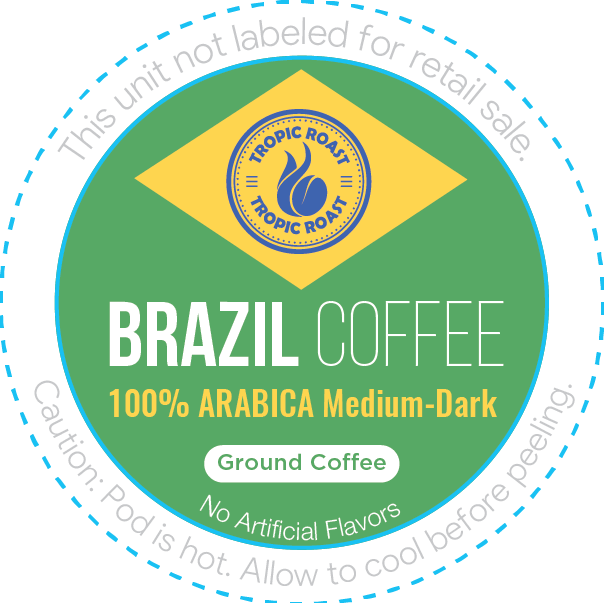 This unit not labeled for retail sale.
TROPIC ROAST
TROPIC ROAST
BRAZIL COFFEE
100% ARABICA Medium-Dark
Ground Coffee
No Artificial Flavors
Caution: Pod is hot. Allow to cool before peeling.